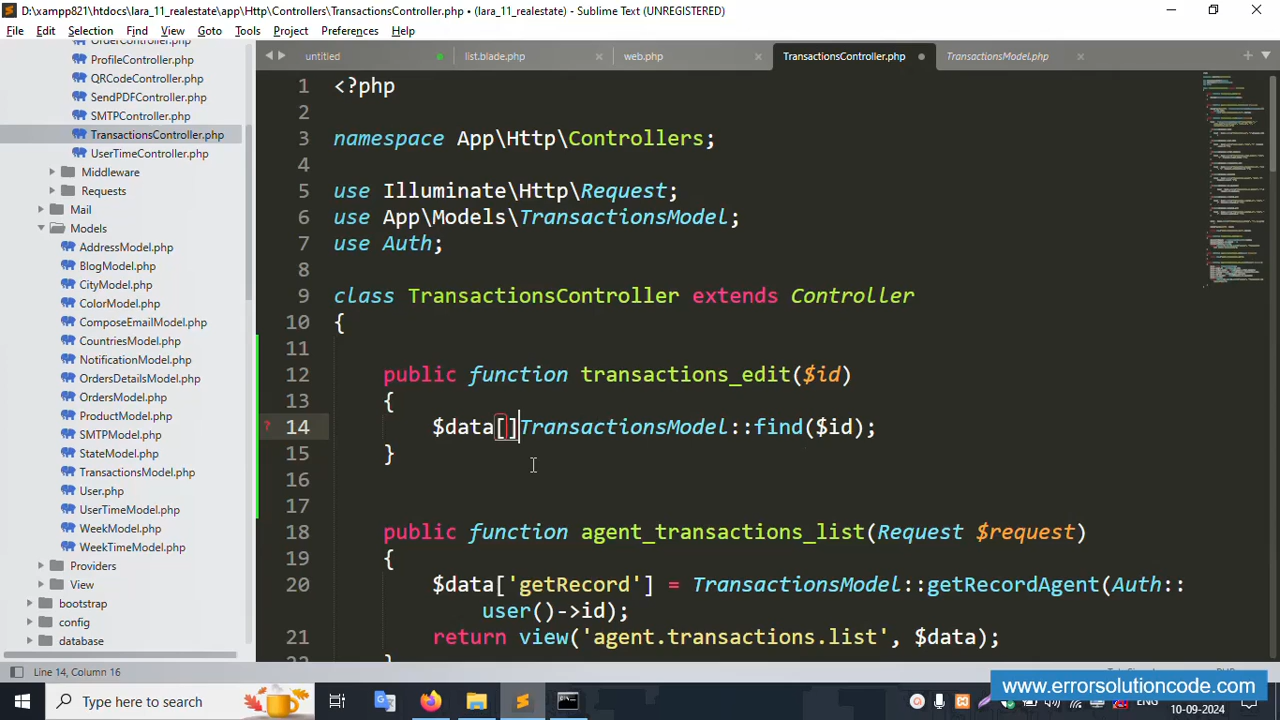 D:\xampp821\htdocs\lara_11_realestate\app\Http\Controllers\TransactionsController.php • (lara_11_realestate) - Sublime Text (UNREGISTERED)
File Edit Selection Find View Goto Tools Project Preferences Help
untitled list.blade.php web.php TransactionsController.php TransactionsModel.php
OrderController.php
ProfileController.php
QRCodeController.php
SendPDFController.php
SMTPController.php
TransactionsController.php
UserTimeController.php
Middleware
Requests
Mail
Models
AddressModel.php
BlogModel.php
CityModel.php
ColorModel.php
ComposeEmailModel.php
CountriesModel.php
NotificationModel.php
OrdersDetailsModel.php
OrdersModel.php
ProductModel.php
SMTPModel.php
StateModel.php
TransactionsModel.php
User.php
UserTimeModel.php
WeekModel.php
WeekTimeModel.php
Providers
View
bootstrap
config
database
1 <?php
2
3 namespace App\Http\Controllers;
4
5 use Illuminate\Http\Request;
6 use App\Models\TransactionsModel;
7 use Auth;
8
9 class TransactionsController extends Controller
10 {
11
12 public function transactions_edit($id)
13 {
? 14 $data[]TransactionsModel::find($id);
15 }
16
17
18 public function agent_transactions_list(Request $request)
19 {
20 $data['getRecord'] = TransactionsModel::getRecordAgent(Auth::
user()->id);
21 return view('agent.transactions.list', $data);
Line 14, Column 16
www.errorsolutioncode.com
Type here to search
ENG
10-09-2024